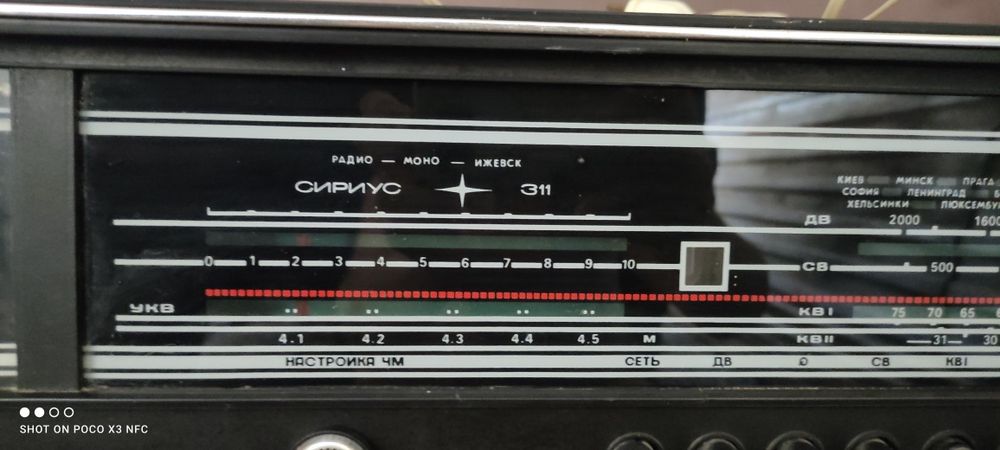 РАДИО — МОНО — ИЖЕВСК
СИРИУС 311
КИЕВ МИНСК ПРАГА
СОФИЯ ЛЕНИНГРАД
ХЕЛЬСИНКИ ЛЮКСЕМБУ
ДВ 2000 1600
0 1 2 3 4 5 6 7 8 9 10 СВ 500
УКВ КВI 75 70 65
4.1 4.2 4.3 4.4 4.5 М КВII 31 30
НАСТРОЙКА ЧМ СЕТЬ ДВ СВ КВI
SHOT ON POCO X3 NFC